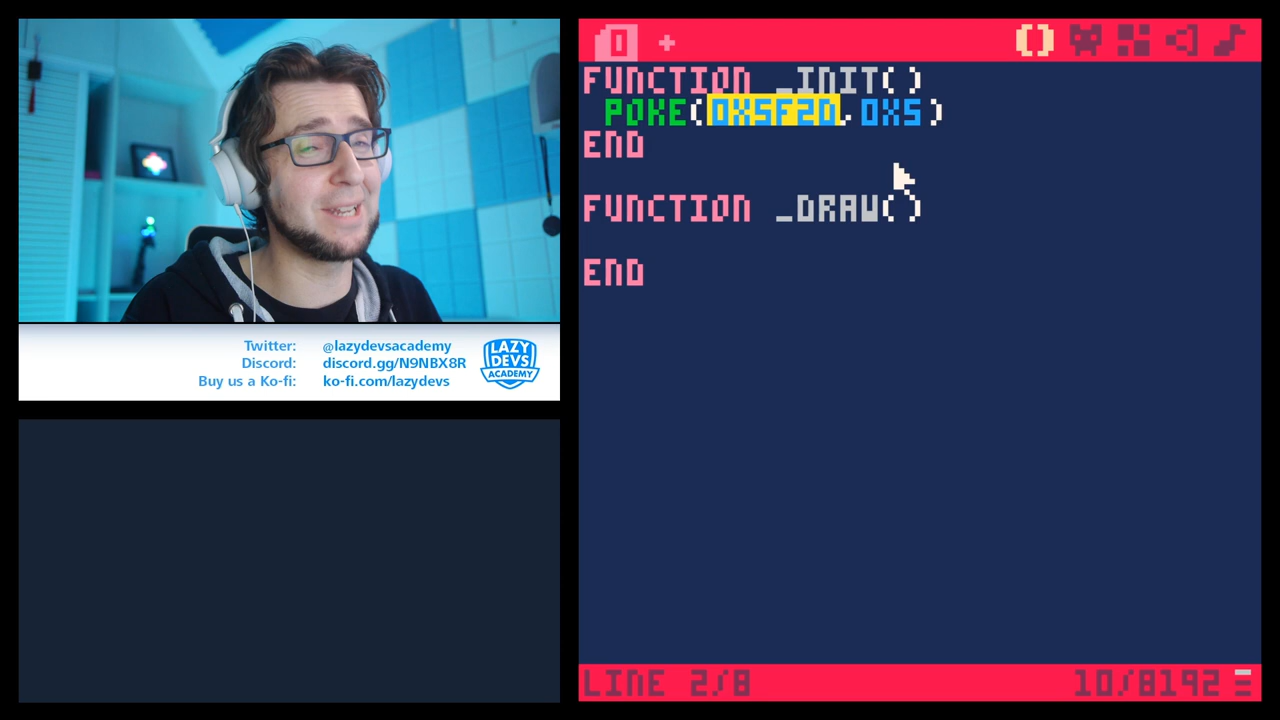 Twitter: @lazydevsacademy
Discord: discord.gg/N9NBX8R
Buy us a Ko-fi: ko-fi.com/lazydevs
LAZY
DEVS
ACADEMY
0 +
FUNCTION _INIT()
POKE(0X5F2D,0X5)
END
FUNCTION _DRAW()
END
LINE 2/8
10/8192